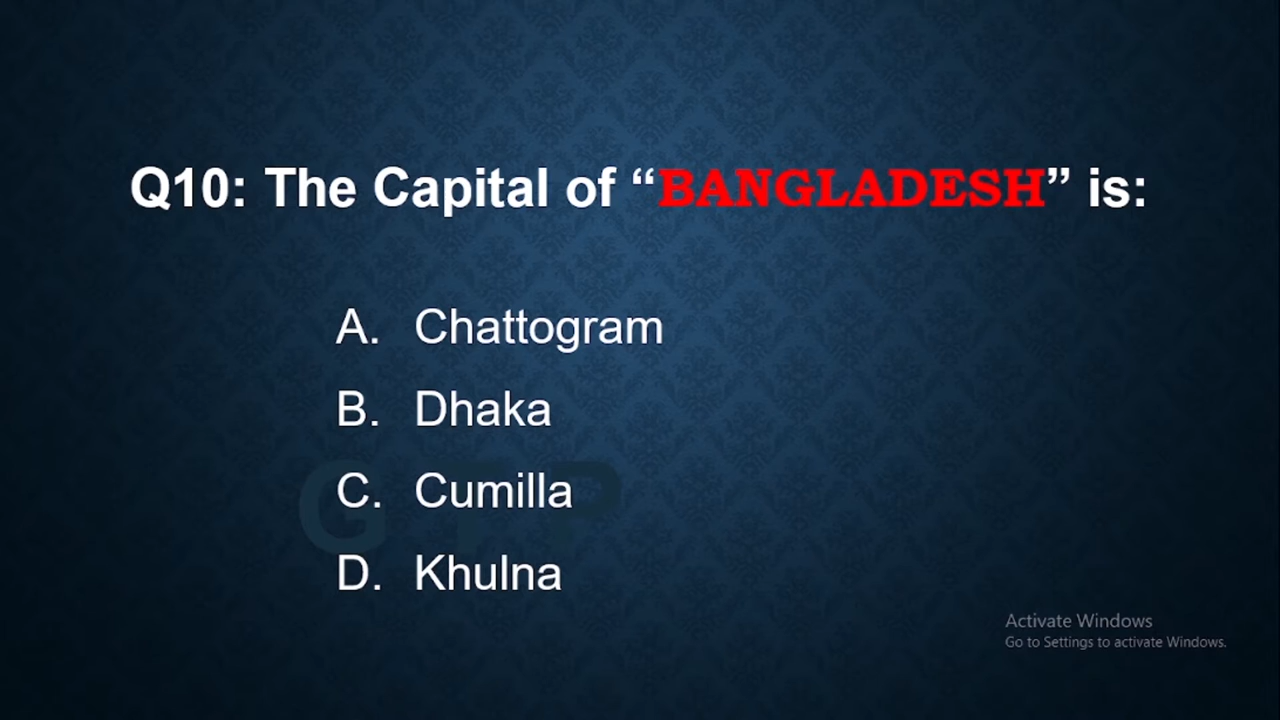 Q10: The Capital of “BANGLADESH” is:
A. Chattogram
B. Dhaka
C. Cumilla
D. Khulna
G T P
Activate Windows
Go to Settings to activate Windows.